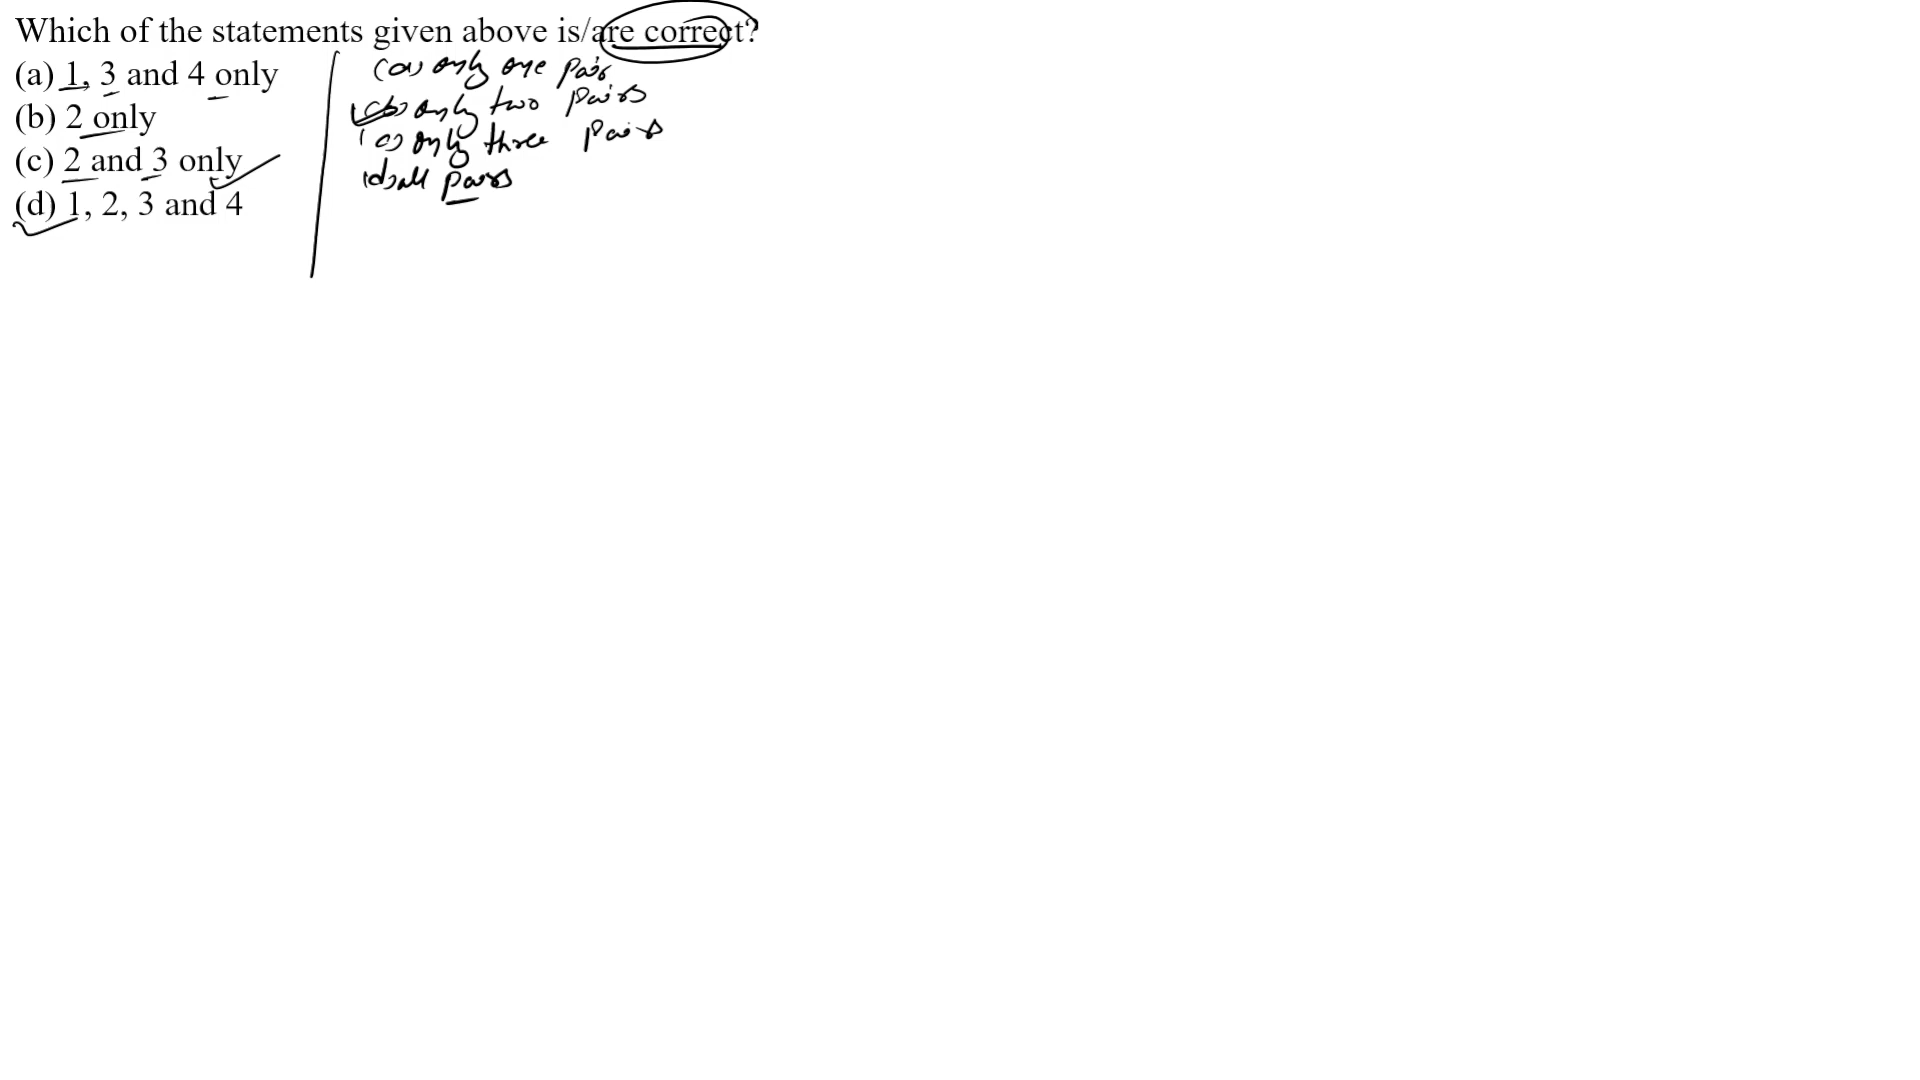 Which of the statements given above is/are correct?
(a) 1, 3 and 4 only
(b) 2 only
(c) 2 and 3 only
(d) 1, 2, 3 and 4
(a) only one pair
(b) only two pairs
(c) only three pairs
(d) all pairs